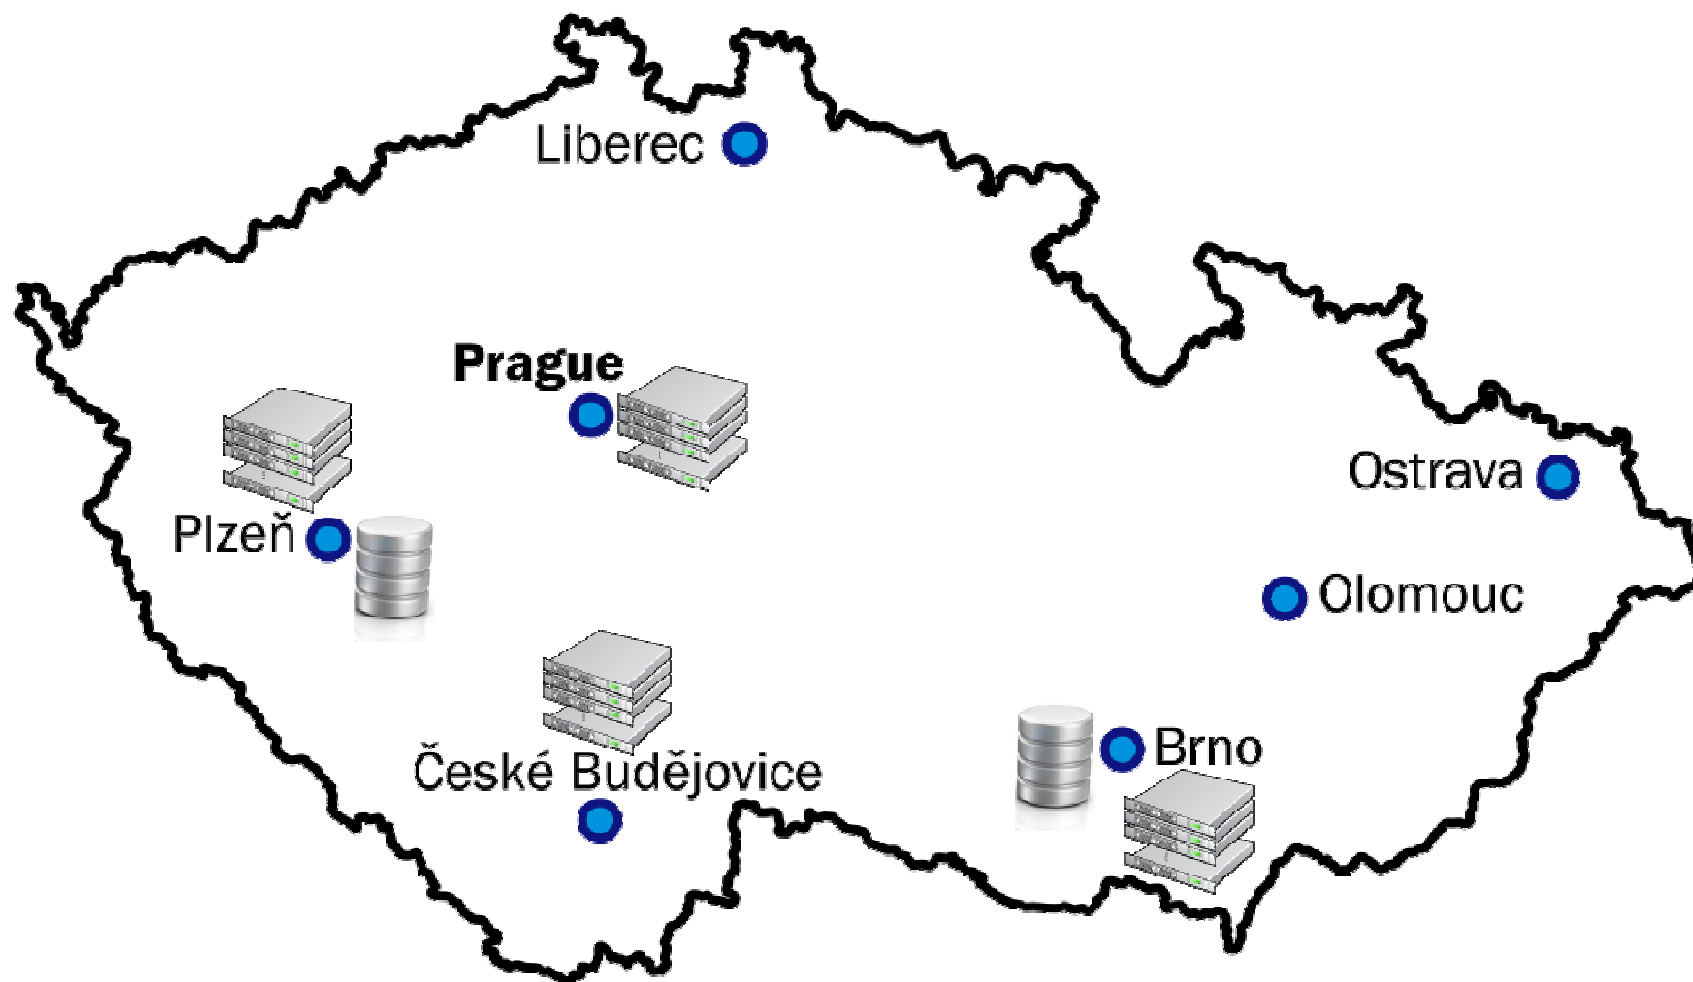 Liberec
Prague
Ostrava
Plzeň
Olomouc
Brno
České Budějovice